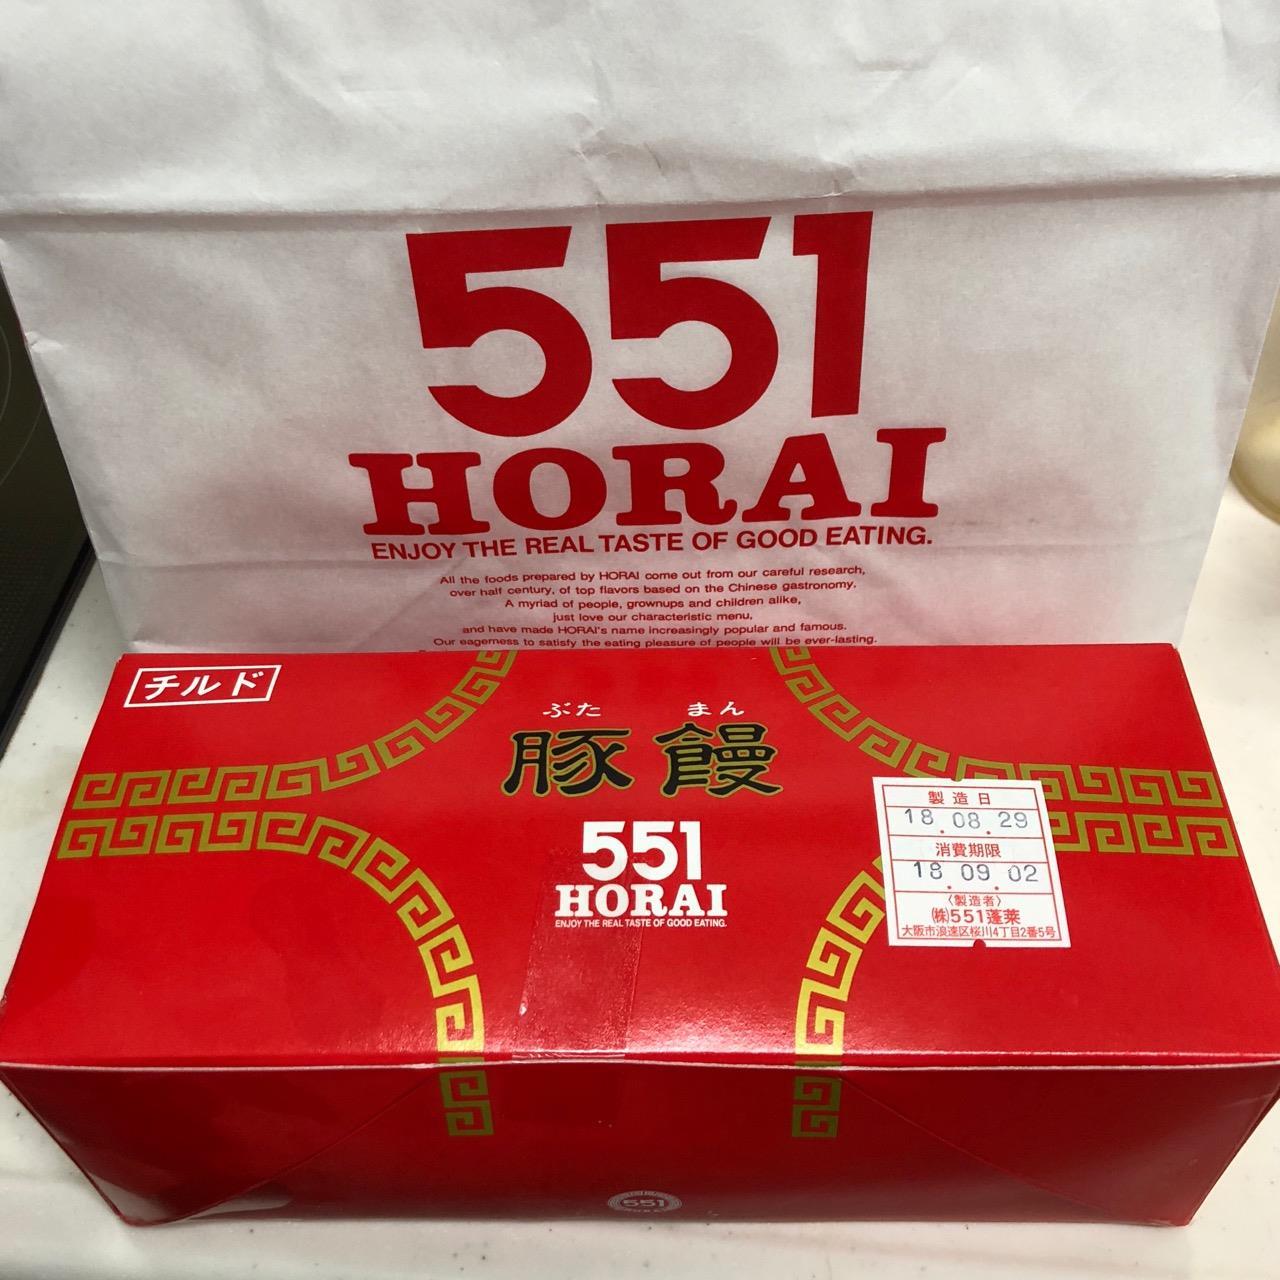 551
HORAI
ENJOY THE REAL TASTE OF GOOD EATING.
All the foods prepared by HORAI come out from our careful research,
over half century, of top flavors based on the Chinese gastronomy.
A myriad of people, grownups and children alike,
just love our characteristic menu,
and have made HORAI's name increasingly popular and famous.
Our eagerness to satisfy the eating pleasure of people will be ever-lasting.
チルド
ぶた まん
豚饅
551
HORAI
ENJOY THE REAL TASTE OF GOOD EATING.
製造日
18.08.29
消費期限
18.09.02
〈製造者〉
㈱551蓬莱
大阪市浪速区桜川4丁目2番5号
551
HORAI